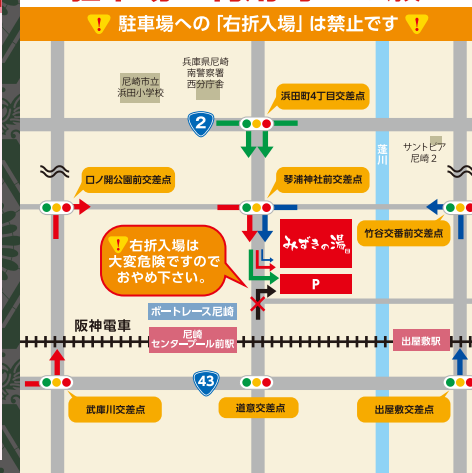 駐車場への「右折入場」は禁止です
兵庫県尼崎
南警察署
西分庁舎
尼崎市立
浜田小学校
浜田町4丁目交差点
2
蓬川
サントピア
尼崎2
口ノ開公園前交差点
琴浦神社前交差点
竹谷交番前交差点
右折入場は
大変危険ですので
おやめ下さい。
みずきの湯
P
ボートレース尼崎
阪神電車
尼崎
センタープール前駅
出屋敷駅
43
武庫川交差点
道意交差点
出屋敷交差点